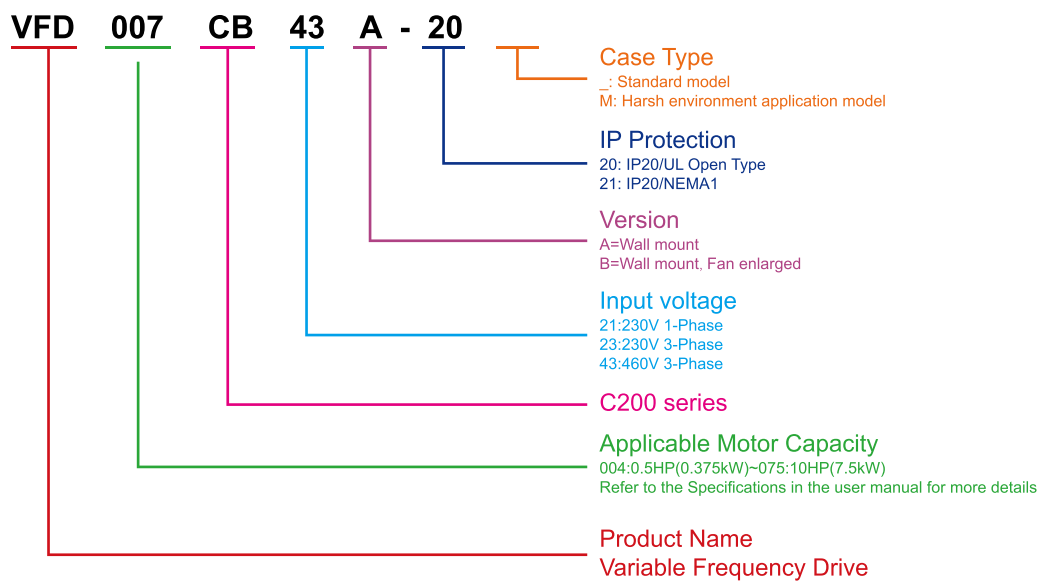 VFD 007 CB 43 A - 20
Case Type
_: Standard model
M: Harsh environment application model
IP Protection
20: IP20/UL Open Type
21: IP20/NEMA1
Version
A=Wall mount
B=Wall mount, Fan enlarged
Input voltage
21:230V 1-Phase
23:230V 3-Phase
43:460V 3-Phase
C200 series
Applicable Motor Capacity
004:0.5HP(0.375kW)~075:10HP(7.5kW)
Refer to the Specifications in the user manual for more details
Product Name
Variable Frequency Drive